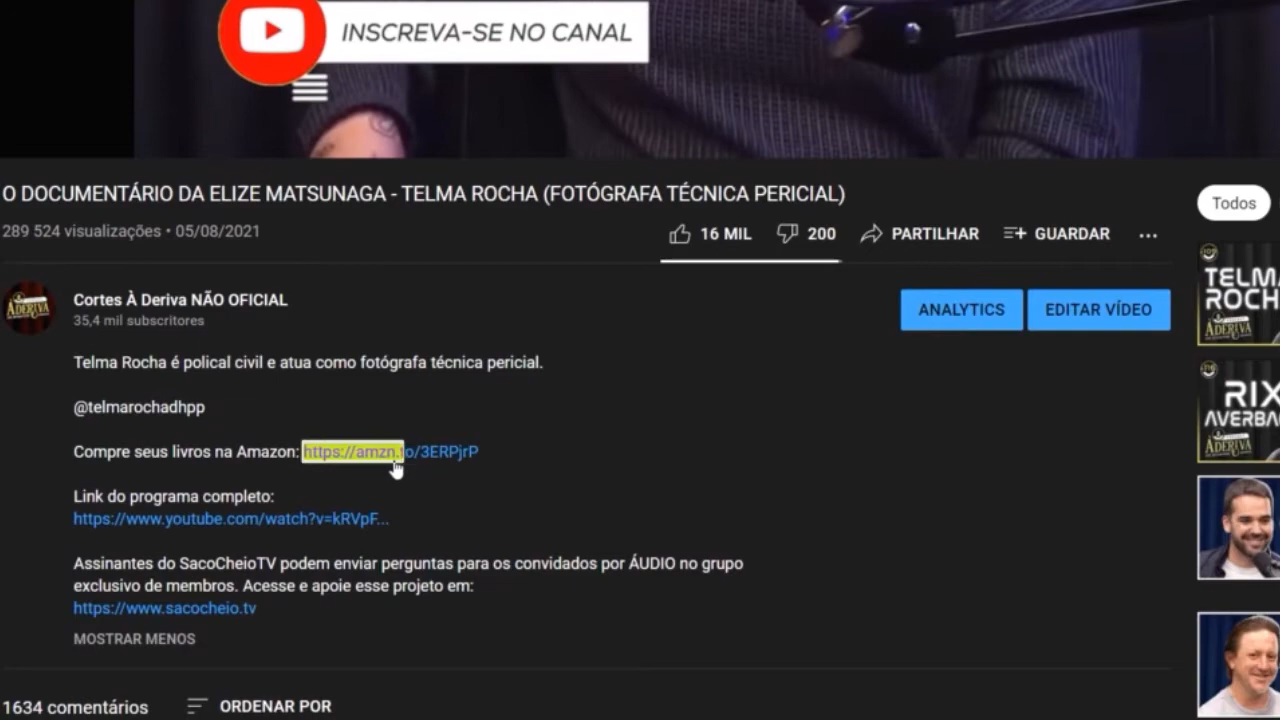 INSCREVA-SE NO CANAL
O DOCUMENTÁRIO DA ELIZE MATSUNAGA - TELMA ROCHA (FOTÓGRAFA TÉCNICA PERICIAL)
289 524 visualizações • 05/08/2021
16 MIL 200 PARTILHAR GUARDAR ...
Todos
Cortes À Deriva NÃO OFICIAL
35,4 mil subscritores
ANALYTICS EDITAR VÍDEO
Telma Rocha é polical civil e atua como fotógrafa técnica pericial.
@telmarochadhpp
Compre seus livros na Amazon: https://amzn.to/3ERPjrP
Link do programa completo:
https://www.youtube.com/watch?v=kRVpF...
Assinantes do SacoCheioTV podem enviar perguntas para os convidados por ÁUDIO no grupo
exclusivo de membros. Acesse e apoie esse projeto em:
https://www.sacocheio.tv
MOSTRAR MENOS
1634 comentários ORDENAR POR
TELMA
ROCH
ÀDERIVA
RIX
AVERBA
ÀDERIVA